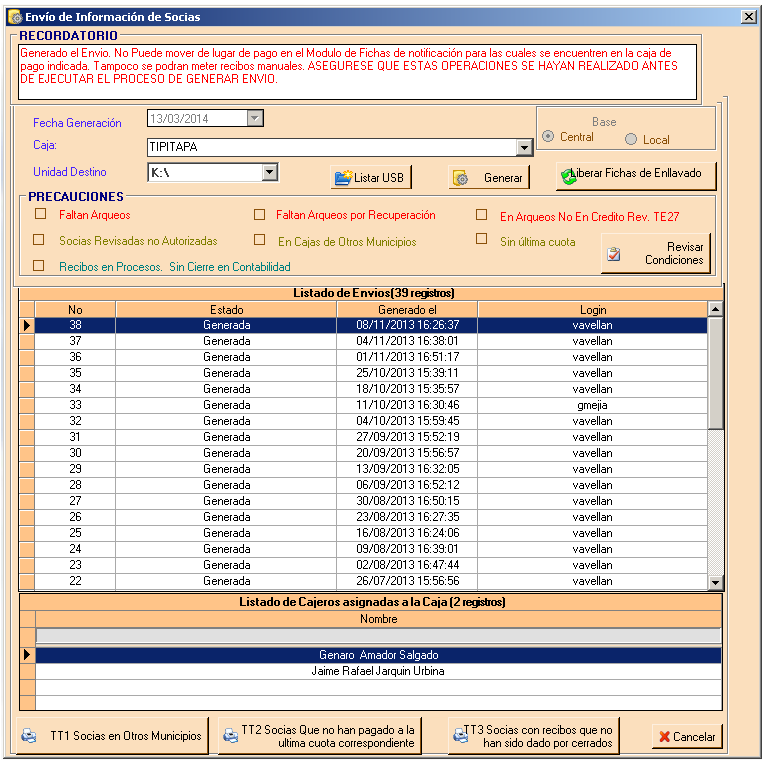 Envío de Información de Socias
RECORDATORIO
Generado el Envio. No Puede mover de lugar de pago en el Modulo de Fichas de notificación para las cuales se encuentren en la caja de
pago indicada. Tampoco se podran meter recibos manuales. ASEGURESE QUE ESTAS OPERACIONES SE HAYAN REALIZADO ANTES
DE EJECUTAR EL PROCESO DE GENERAR ENVIO.
Fecha Generación 13/03/2014
Base
Central Local
Caja: TIPITAPA
Unidad Destino K:\ Listar USB Generar Liberar Fichas de Enllavado
PRECAUCIONES
Faltan Arqueos Faltan Arqueos por Recuperación En Arqueos No En Credito Rev. TE27
Socias Revisadas no Autorizadas En Cajas de Otros Municipios Sin última cuota
Revisar
Condiciones
Recibos en Procesos. Sin Cierre en Contabilidad
Listado de Envios(39 registros)
No Estado Generado el Login
38 Generada 08/11/2013 16:26:37 vavellan
37 Generada 04/11/2013 16:38:01 vavellan
36 Generada 01/11/2013 16:51:17 vavellan
35 Generada 25/10/2013 15:39:11 vavellan
34 Generada 18/10/2013 15:35:57 vavellan
33 Generada 11/10/2013 16:30:46 gmejia
32 Generada 04/10/2013 15:59:45 vavellan
31 Generada 27/09/2013 15:52:19 vavellan
30 Generada 20/09/2013 15:56:57 vavellan
29 Generada 13/09/2013 16:32:05 vavellan
28 Generada 06/09/2013 16:52:12 vavellan
27 Generada 30/08/2013 16:50:15 vavellan
26 Generada 23/08/2013 16:27:35 vavellan
25 Generada 16/08/2013 16:24:06 vavellan
24 Generada 09/08/2013 16:39:01 vavellan
23 Generada 02/08/2013 16:47:44 vavellan
22 Generada 26/07/2013 15:56:56 vavellan
Listado de Cajeros asignadas a la Caja (2 registros)
Nombre
Genaro Amador Salgado
Jaime Rafael Jarquin Urbina
TT1 Socias en Otros Municipios
TT2 Socias Que no han pagado a la
ultima cuota correspondiente
TT3 Socias con recibos que no
han sido dado por cerrados
Cancelar